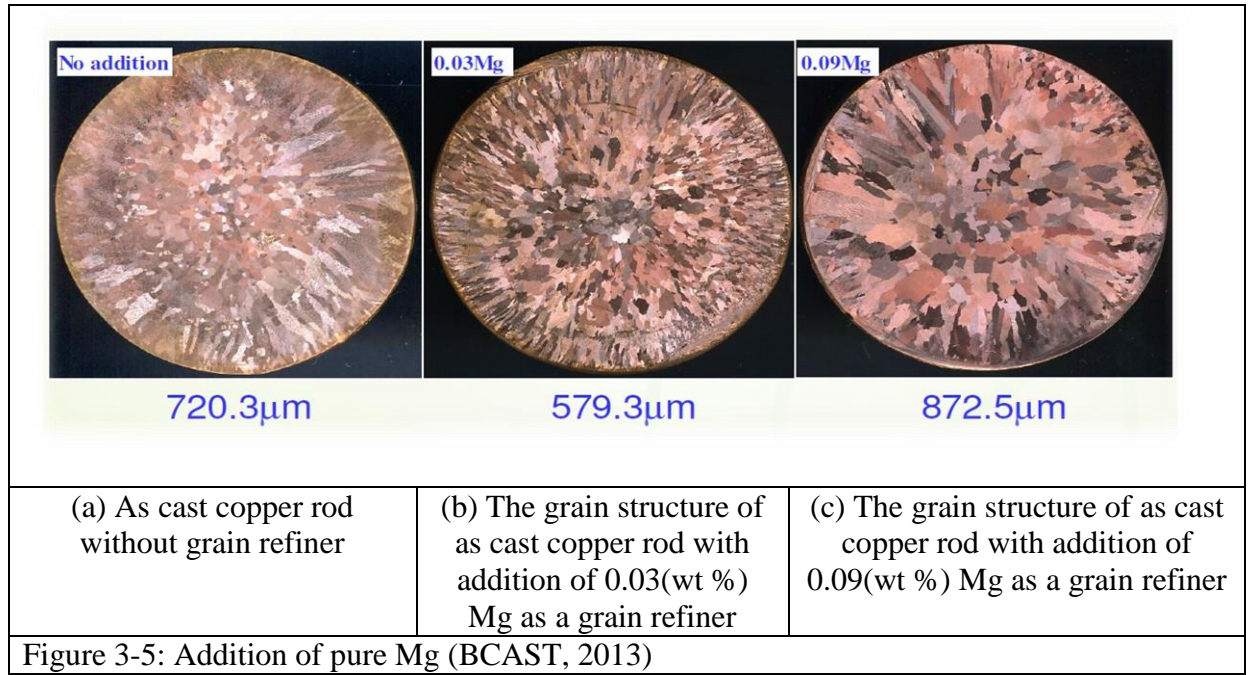 No addition
0.03Mg
0.09Mg
720.3μm
579.3μm
872.5μm
(a) As cast copper rod
without grain refiner
(b) The grain structure of
as cast copper rod with
addition of 0.03(wt %)
Mg as a grain refiner
(c) The grain structure of as cast
copper rod with addition of
0.09(wt %) Mg as a grain refiner
Figure 3-5: Addition of pure Mg (BCAST, 2013)